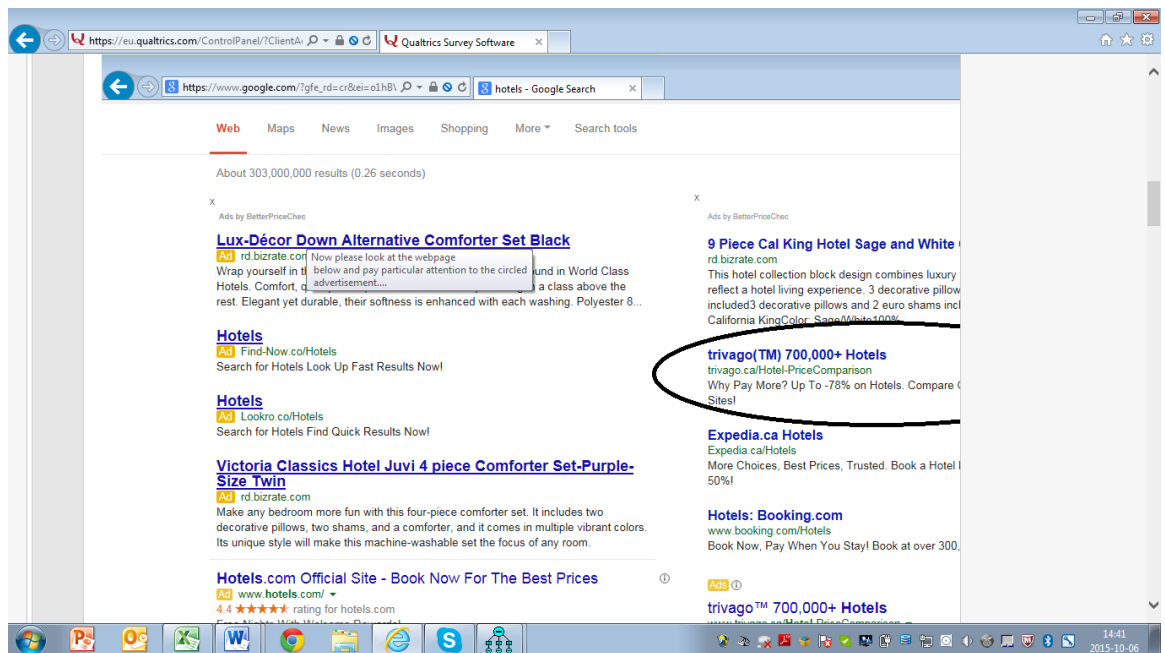 https://eu.qualtrics.com/ControlPanel/?ClientA
Qualtrics Survey Software
https://www.google.com/?gfe_rd=cr&ei=o1hB\
hotels - Google Search
Web Maps News Images Shopping More Search tools
About 303,000,000 results (0.26 seconds)
x
Ads by BetterPriceChec
Lux-Décor Down Alternative Comforter Set Black
Ad rd.bizrate.com
Now please look at the webpage
below and pay particular attention to the circled
advertisement....
Wrap yourself in und in World Class
Hotels. Comfort, a class above the
rest. Elegant yet durable, their softness is enhanced with each washing. Polyester 8...
Hotels
Ad Find-Now.co/Hotels
Search for Hotels Look Up Fast Results Now!
Hotels
Ad Lookro.co/Hotels
Search for Hotels Find Quick Results Now!
Victoria Classics Hotel Juvi 4 piece Comforter Set-Purple-
Size Twin
Ad rd.bizrate.com
Make any bedroom more fun with this four-piece comforter set. It includes two
decorative pillows, two shams, and a comforter, and it comes in multiple vibrant colors.
Its unique style will make this machine-washable set the focus of any room.
Hotels.com Official Site - Book Now For The Best Prices
Ad www.hotels.com/
4.4 ★★★★★ rating for hotels.com
x
Ads by BetterPriceChec
9 Piece Cal King Hotel Sage and White
rd.bizrate.com
This hotel collection block design combines luxury
reflect a hotel living experience. 3 decorative pillow
included3 decorative pillows and 2 euro shams incl
California KingColor: Sage/White100%
trivago(TM) 700,000+ Hotels
trivago.ca/Hotel-PriceComparison
Why Pay More? Up To -78% on Hotels. Compare
Sites!
Expedia.ca Hotels
Expedia.ca/Hotels
More Choices, Best Prices, Trusted. Book a Hotel
50%!
Hotels: Booking.com
www.booking.com/Hotels
Book Now, Pay When You Stay! Book at over 300,
Ads
trivago™ 700,000+ Hotels
www.trivago.ca/Hotel-PriceComparison
14:41
2015-10-06